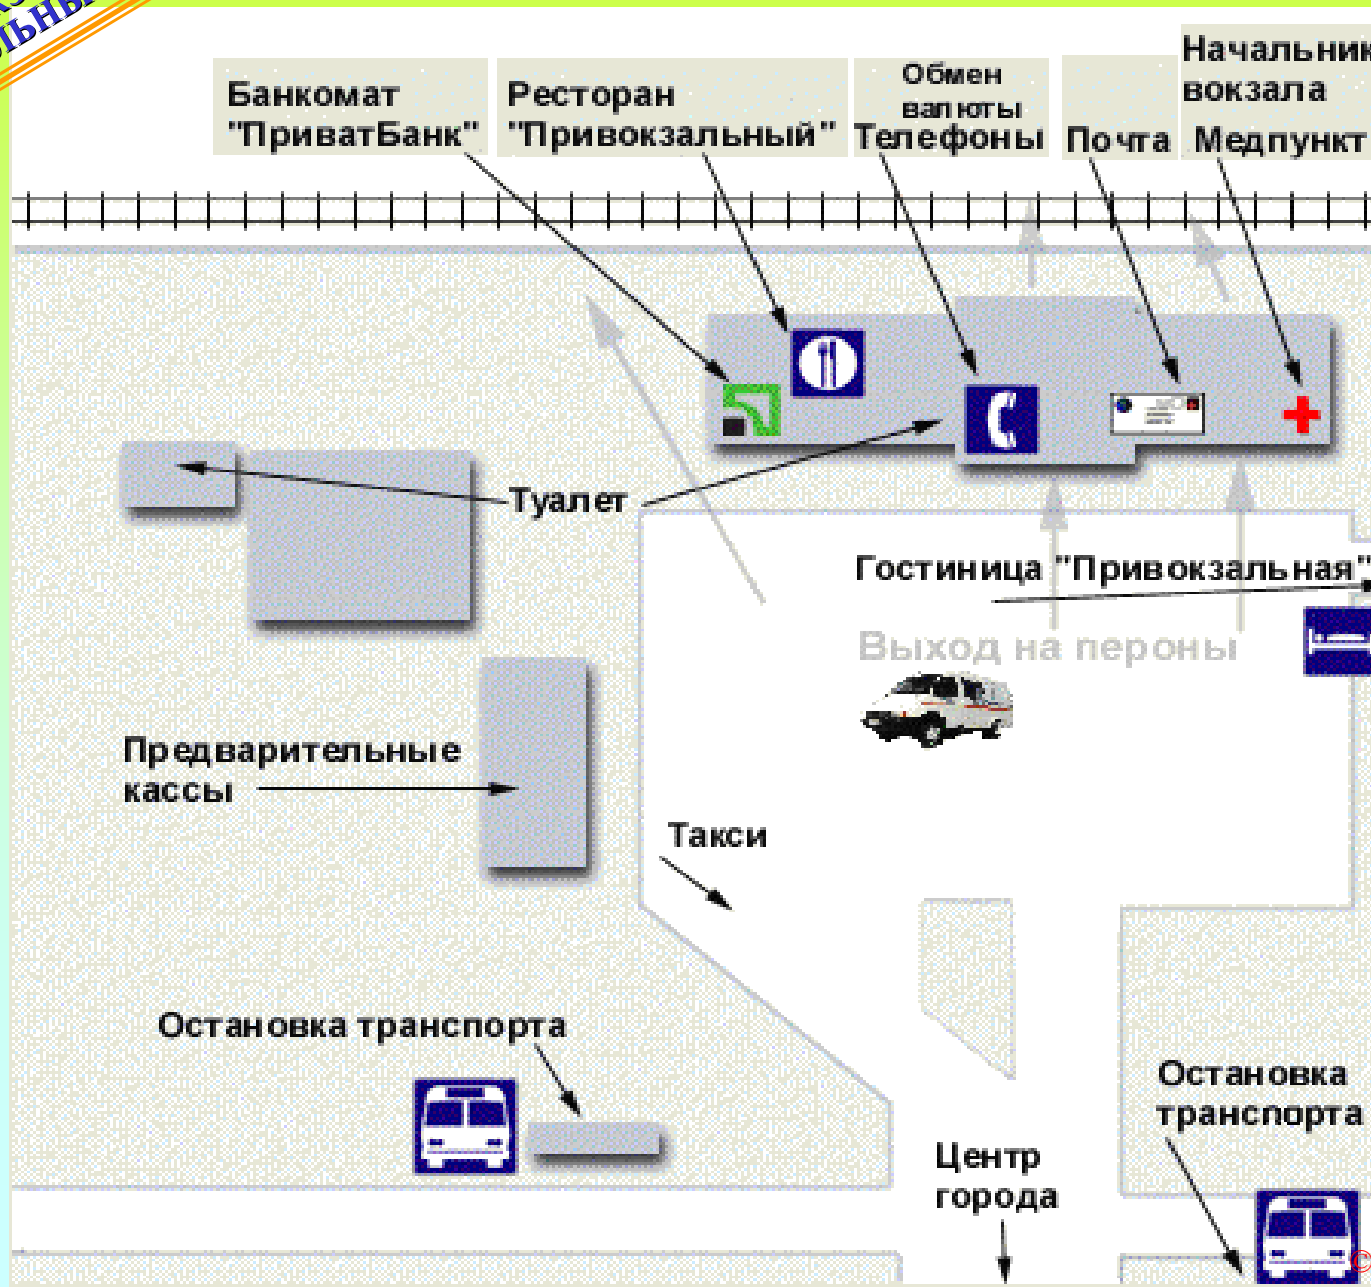 Банкомат
"ПриватБанк"
Ресторан
"Привокзальный"
Обмен
валюты
Телефоны
Почта
Начальник
вокзала
Медпункт
Туалет
Гостиница "Привокзальная"
Выход на пероны
Предварительные
кассы
Такси
Остановка транспорта
Остановка
транспорта
Центр
города
©